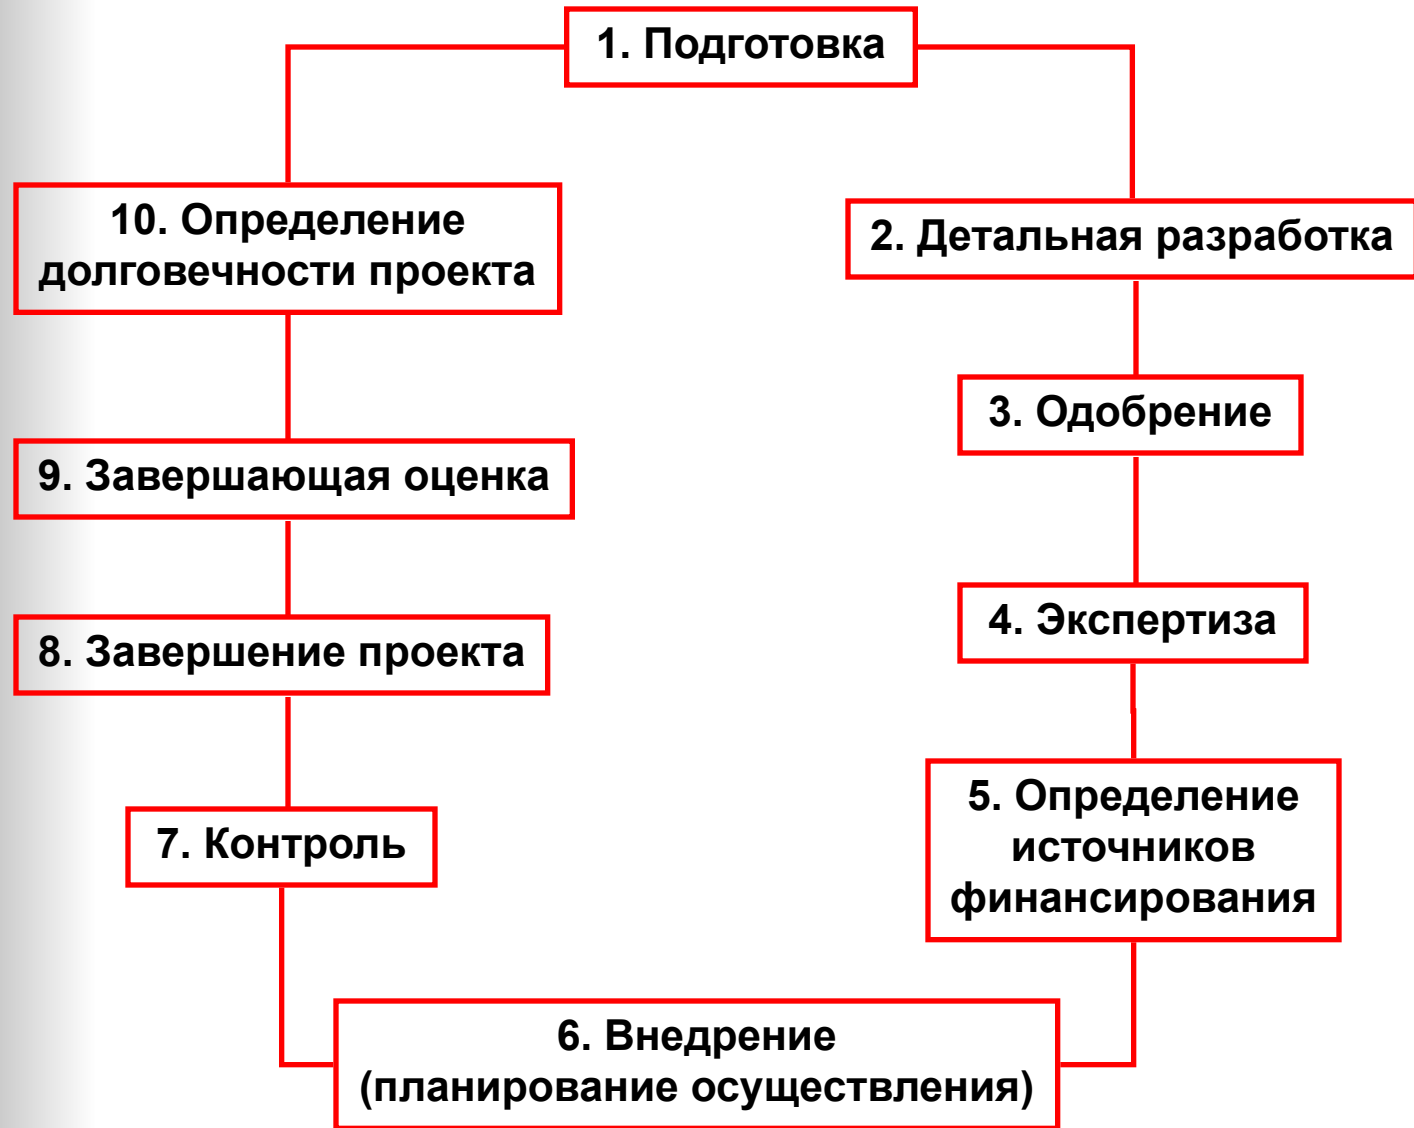 1. Подготовка
2. Детальная разработка
3. Одобрение
4. Экспертиза
5. Определение
источников
финансирования
6. Внедрение
(планирование осуществления)
7. Контроль
8. Завершение проекта
9. Завершающая оценка
10. Определение
долговечности проекта